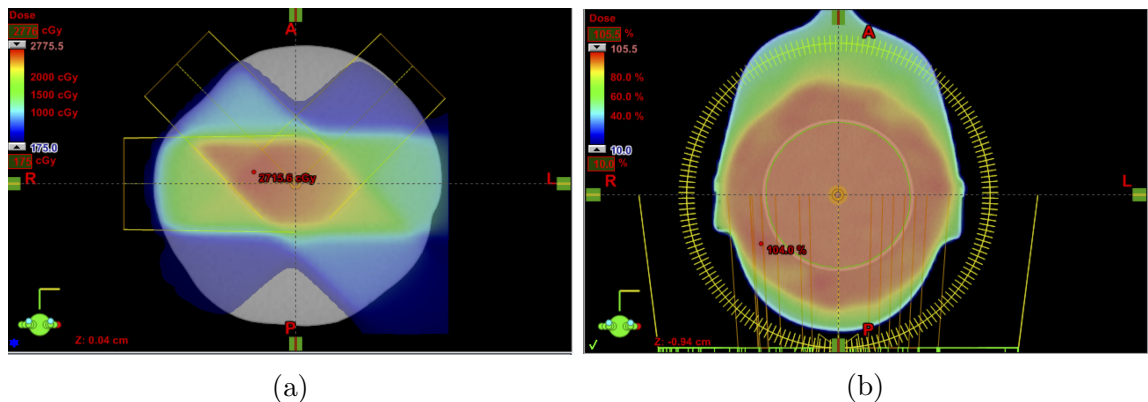 Dose
2776 cGy
2775.5
2000 cGy
1500 cGy
1000 cGy
175.0
175 cGy
A
R
L
P
2715.6 cGy
Z: 0.04 cm
(a)
Dose
105.5 %
105.5
80.0 %
60.0 %
40.0 %
10.0
10.0 %
A
R
L
P
104.0 %
Z: -0.94 cm
(b)